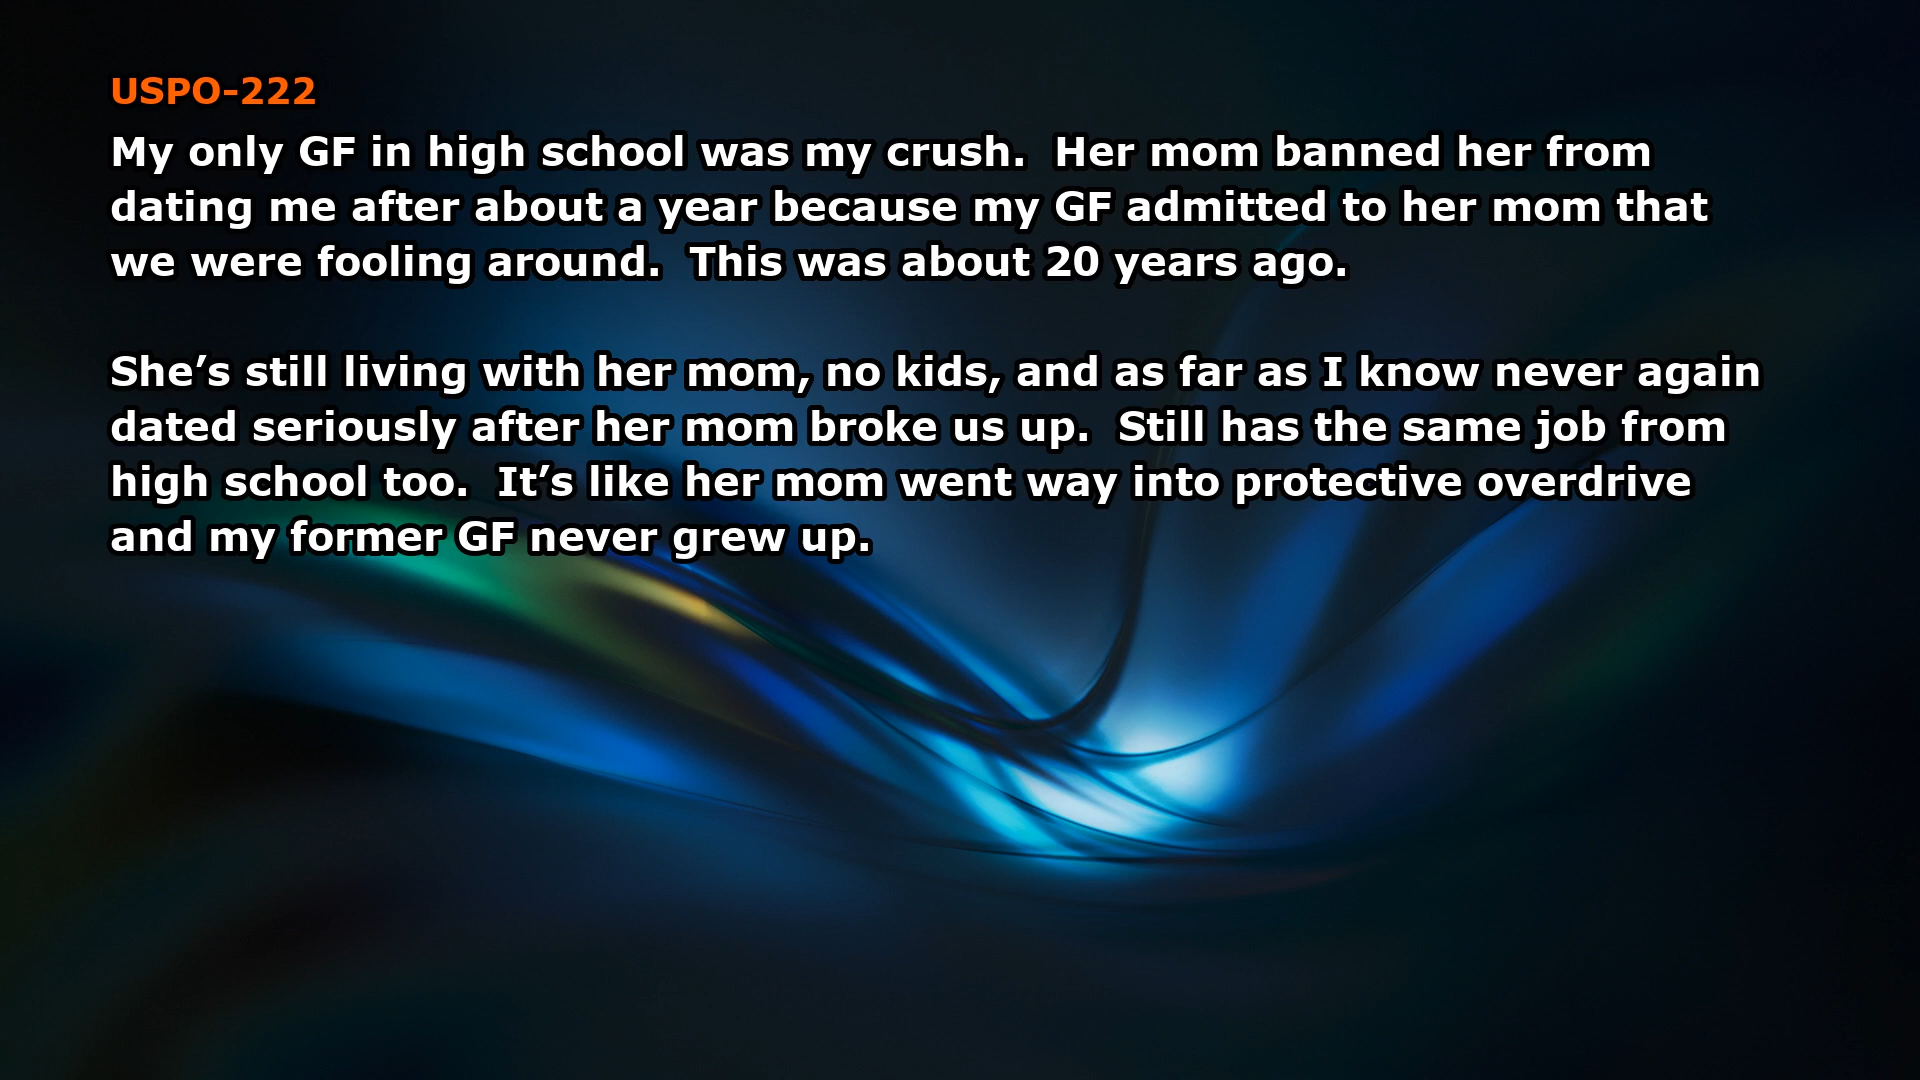 USPO-222
My only GF in high school was my crush.  Her mom banned her from
dating me after about a year because my GF admitted to her mom that
we were fooling around.  This was about 20 years ago.
She’s still living with her mom, no kids, and as far as I know never again
dated seriously after her mom broke us up.  Still has the same job from
high school too.  It’s like her mom went way into protective overdrive
and my former GF never grew up.